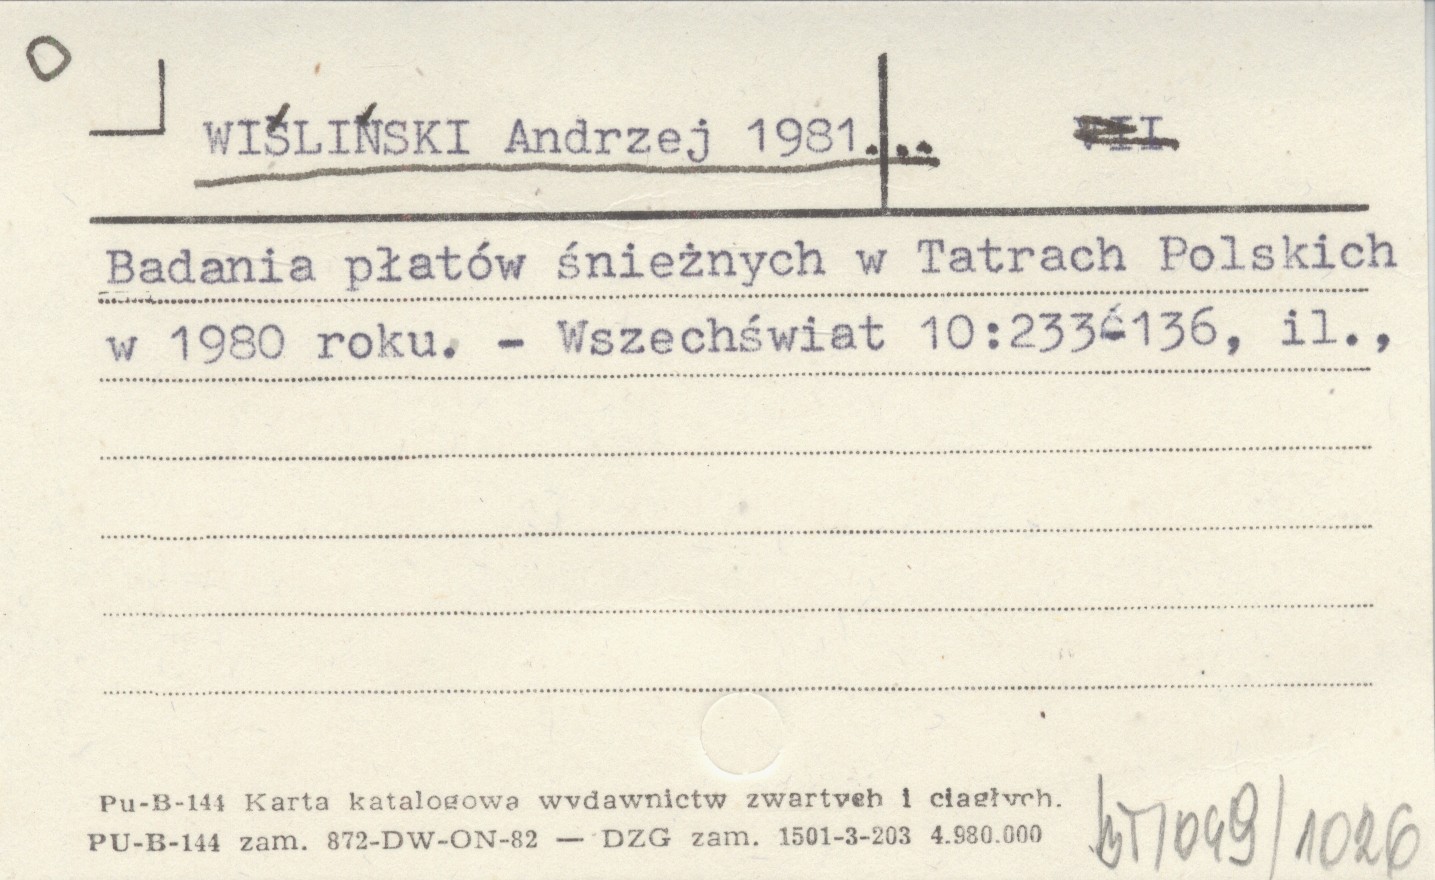 WIŚLIŃSKI Andrzej 1981... VII
Badania płatów śnieżnych w Tatrach Polskich
w 1980 roku. - Wszechświat 10:233-136, il.,
Pu-B-144 Karta katalogowa wydawnictw zwartych i ciągłych.
PU-B-144 zam. 872-DW-ON-82 — DZG zam. 1501-3-203 4.980.000
/049/1026